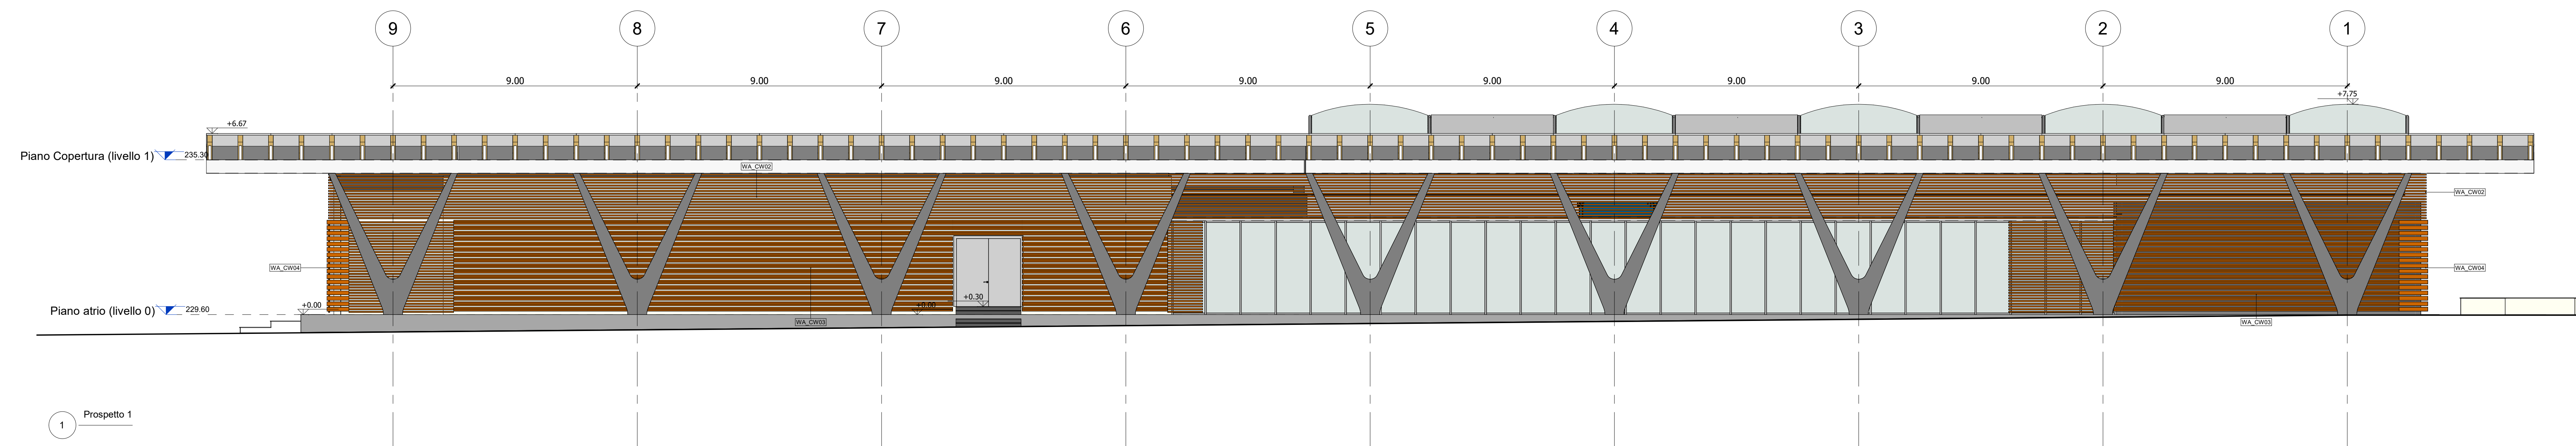 9 8 7 6 5 4 3 2 1
9.00 9.00 9.00 9.00 9.00 9.00 9.00 9.00
+7.75
+6.67
Piano Copertura (livello 1) 235.30
WA_CW02
WA_CW02
WA_CW04
WA_CW04
+0.30
Piano atrio (livello 0) 229.60
+0.00
+0.00
WA_CW03
WA_CW03
1 Prospetto 1